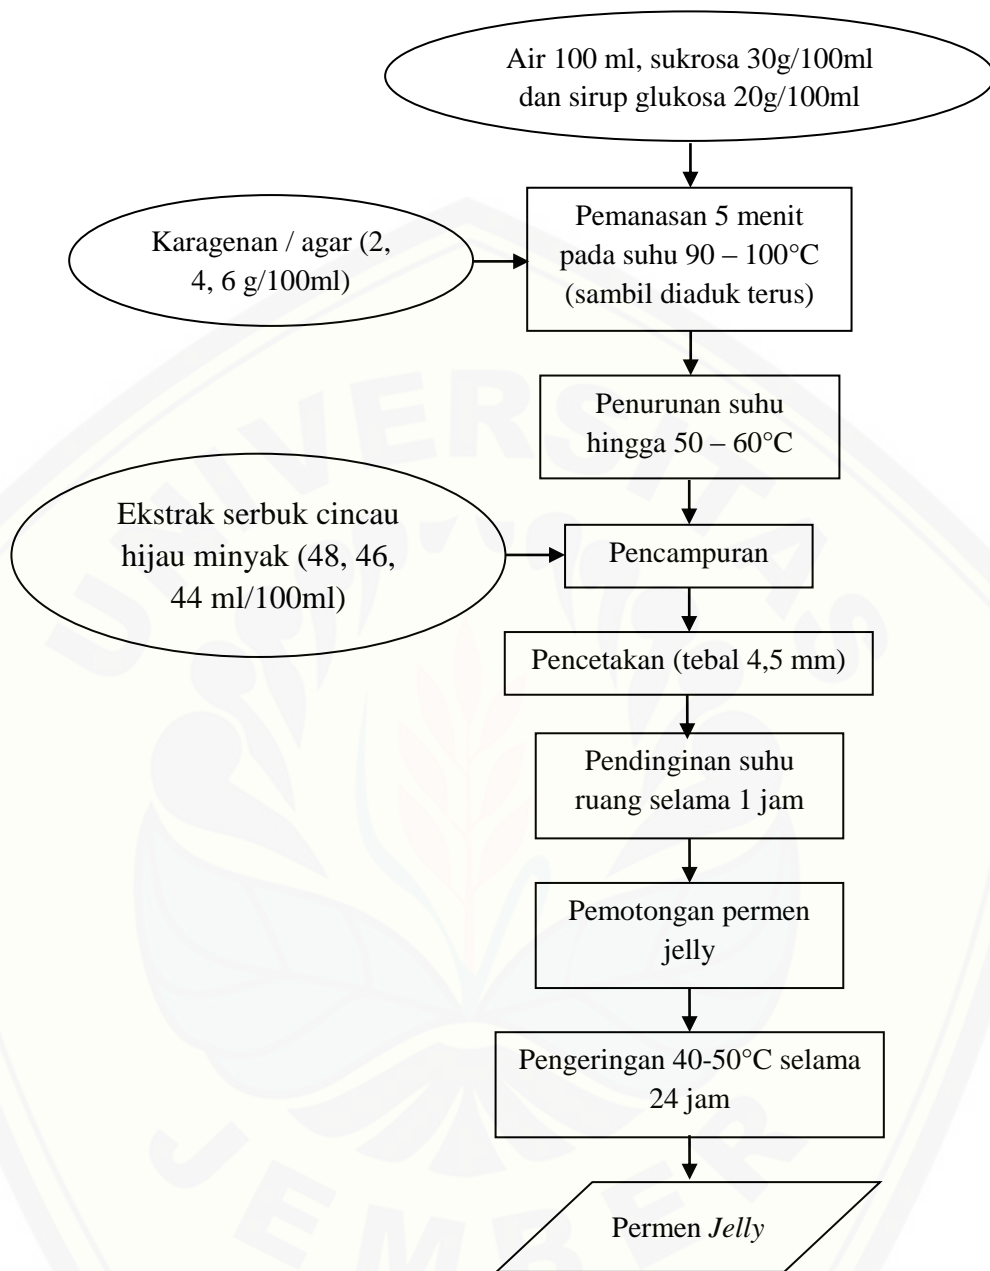 Air 100 ml, sukrosa 30g/100ml
dan sirup glukosa 20g/100ml
Pemanasan 5 menit
pada suhu 90 – 100°C
(sambil diaduk terus)
Karagenan / agar (2,
4, 6 g/100ml)
Penurunan suhu
hingga 50 – 60°C
Ekstrak serbuk cincau
hijau minyak (48, 46,
44 ml/100ml)
Pencampuran
Pencetakan (tebal 4,5 mm)
Pendinginan suhu
ruang selama 1 jam
Pemotongan permen
jelly
Pengeringan 40-50°C selama
24 jam
Permen Jelly
UNIVERSITAS
JEMBER